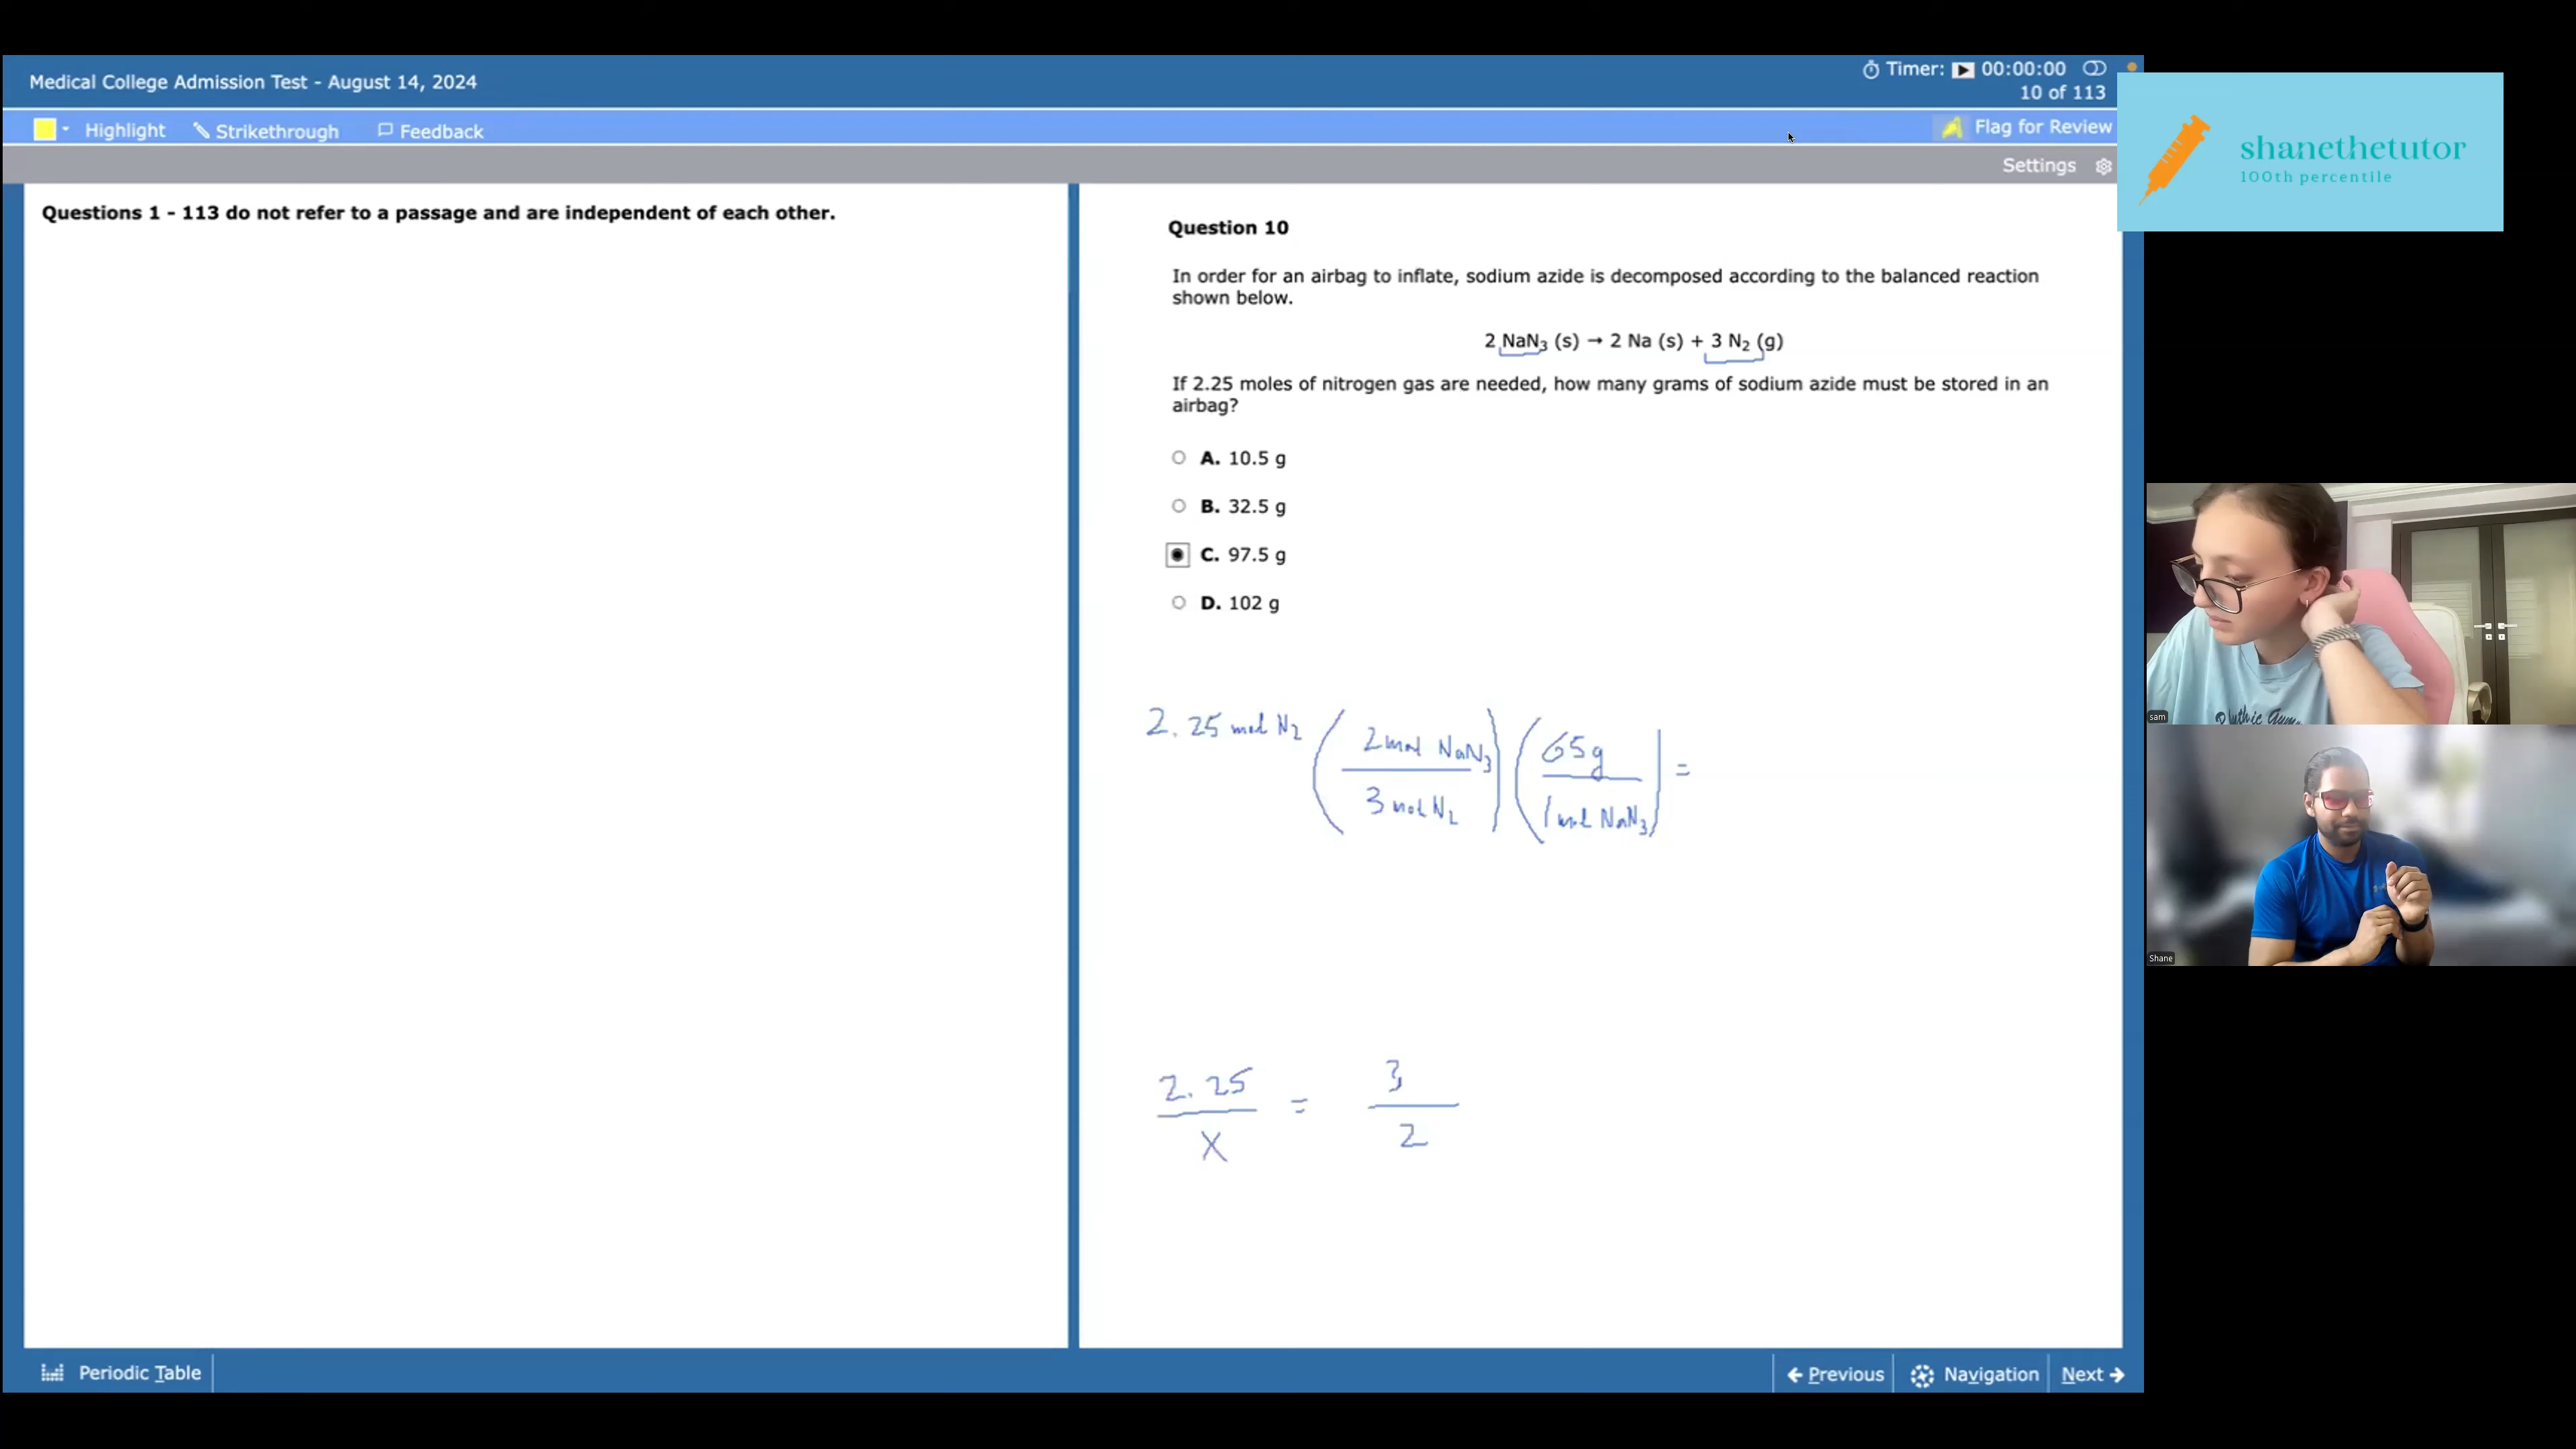 Medical College Admission Test - August 14, 2024
Timer: 00:00:00
10 of 113
Highlight Strikethrough Feedback
Flag for Review
Settings
shanethetutor
100th percentile
Questions 1 - 113 do not refer to a passage and are independent of each other.
Question 10
In order for an airbag to inflate, sodium azide is decomposed according to the balanced reaction
shown below.
2 NaN₃ (s) → 2 Na (s) + 3 N₂ (g)
If 2.25 moles of nitrogen gas are needed, how many grams of sodium azide must be stored in an
airbag?
A. 10.5 g
B. 32.5 g
C. 97.5 g
D. 102 g
2.25 mol N₂ (2 mol NaN₃ / 3 mol N₂) (65g / 1 mol NaN₃) =
2.25 / X = 3 / 2
sam
Shane
Periodic Table
Previous Navigation Next